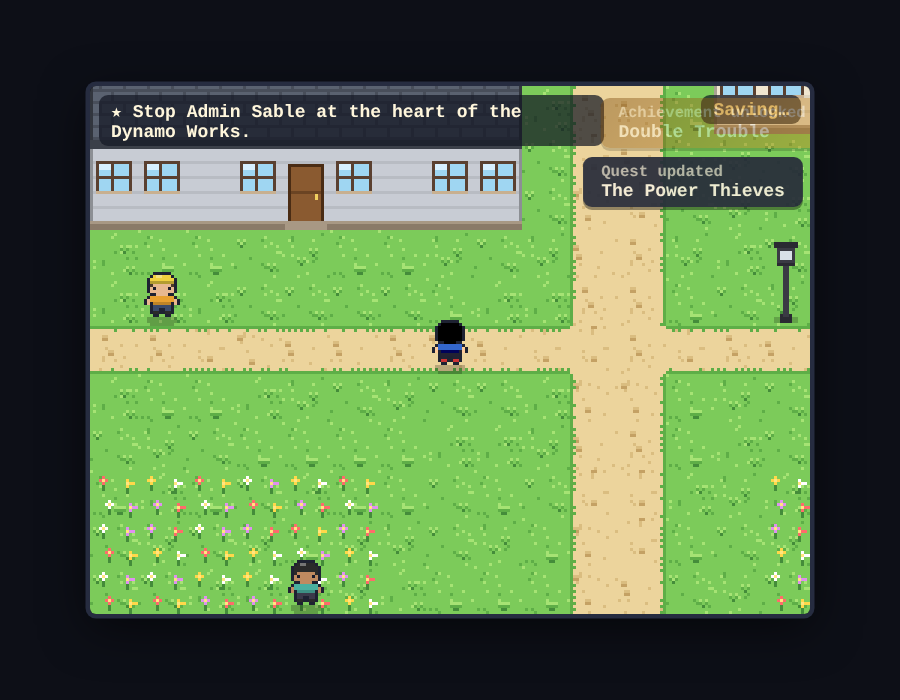 ★ Stop Admin Sable at the heart of the
Dynamo Works.
Saving…
Double Trouble
Quest updated
The Power Thieves